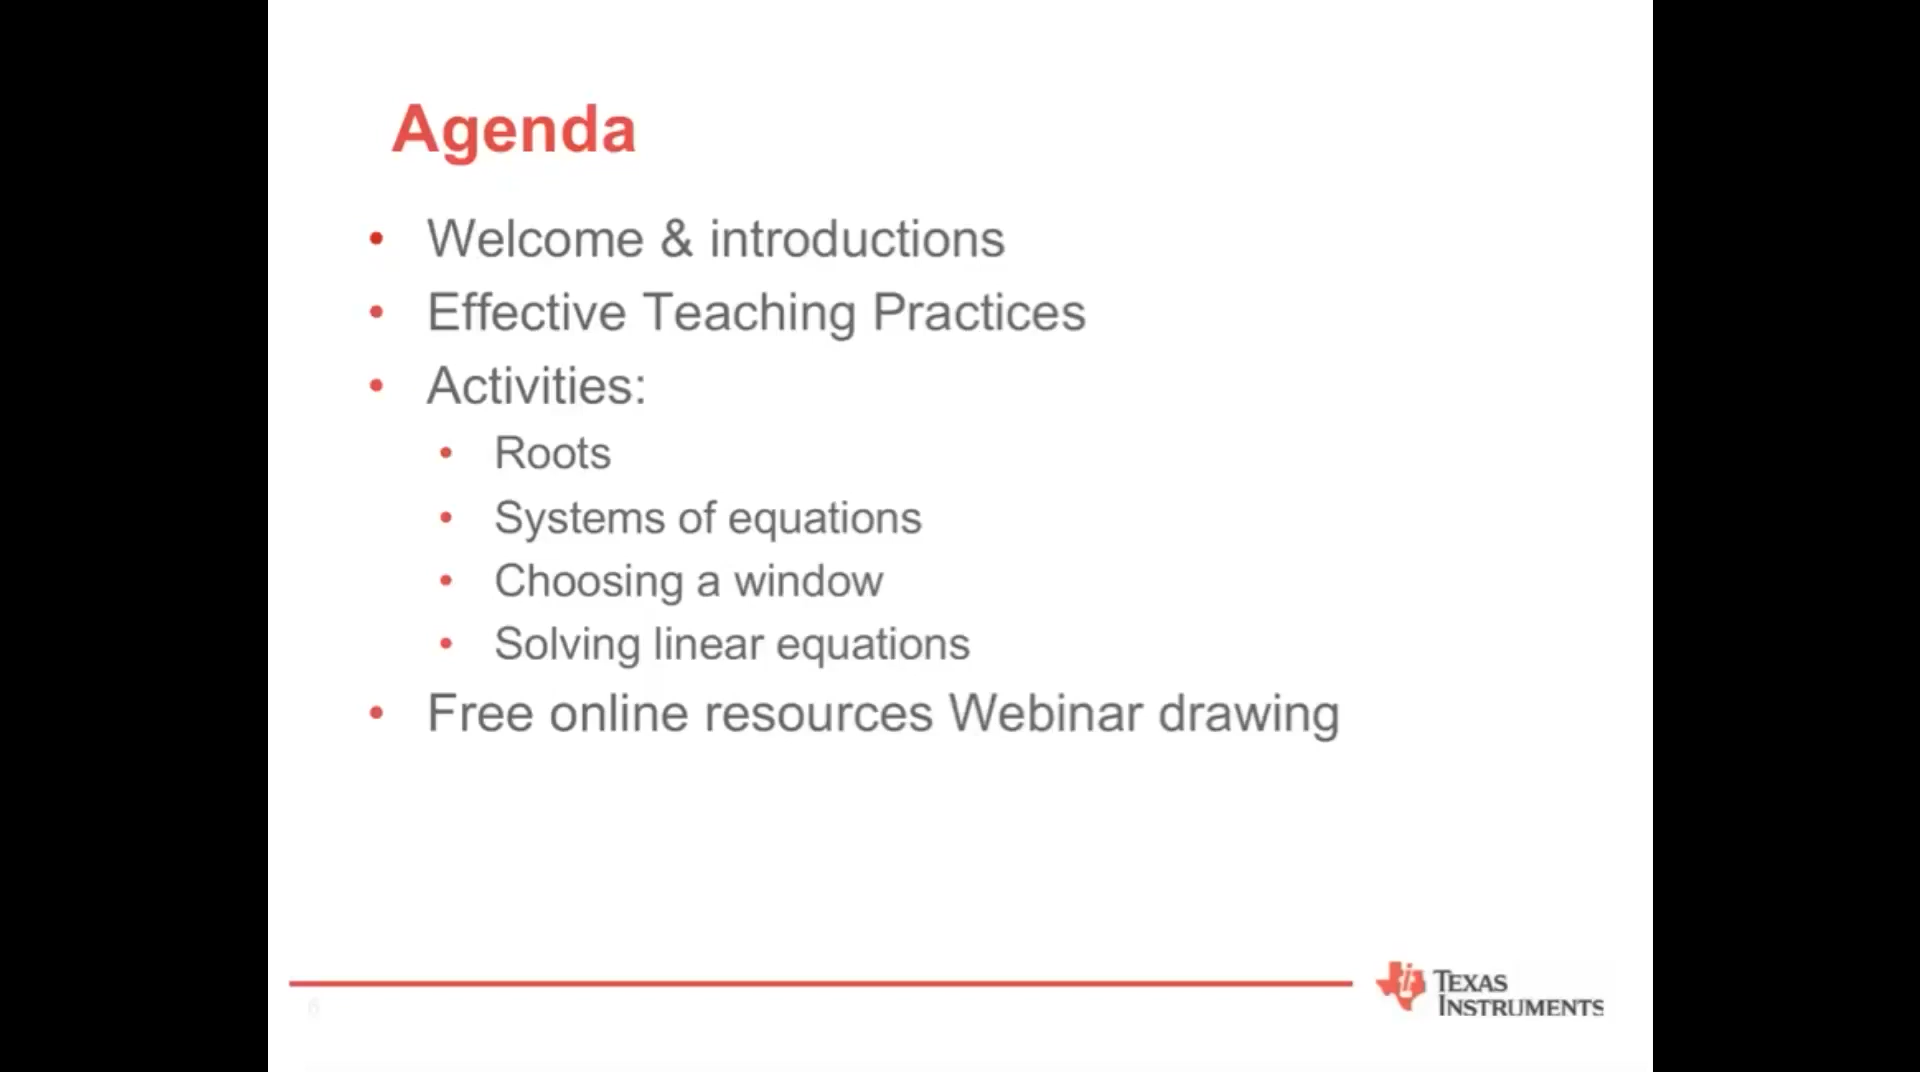 Agenda
• Welcome & introductions
• Effective Teaching Practices
• Activities:
• Roots
• Systems of equations
• Choosing a window
• Solving linear equations
• Free online resources Webinar drawing
6
TEXAS
INSTRUMENTS